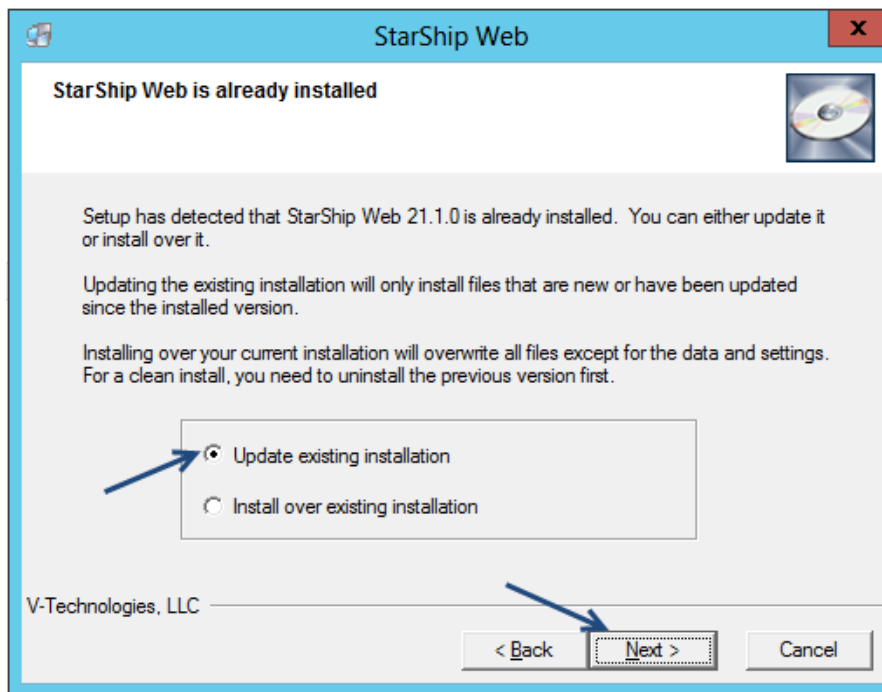 StarShip Web
x
StarShip Web is already installed
Setup has detected that StarShip Web 21.1.0 is already installed.  You can either update it
or install over it.
Updating the existing installation will only install files that are new or have been updated
since the installed version.
Installing over your current installation will overwrite all files except for the data and settings.
For a clean install, you need to uninstall the previous version first.
Update existing installation
Install over existing installation
V-Technologies, LLC
< Back
Next >
Cancel